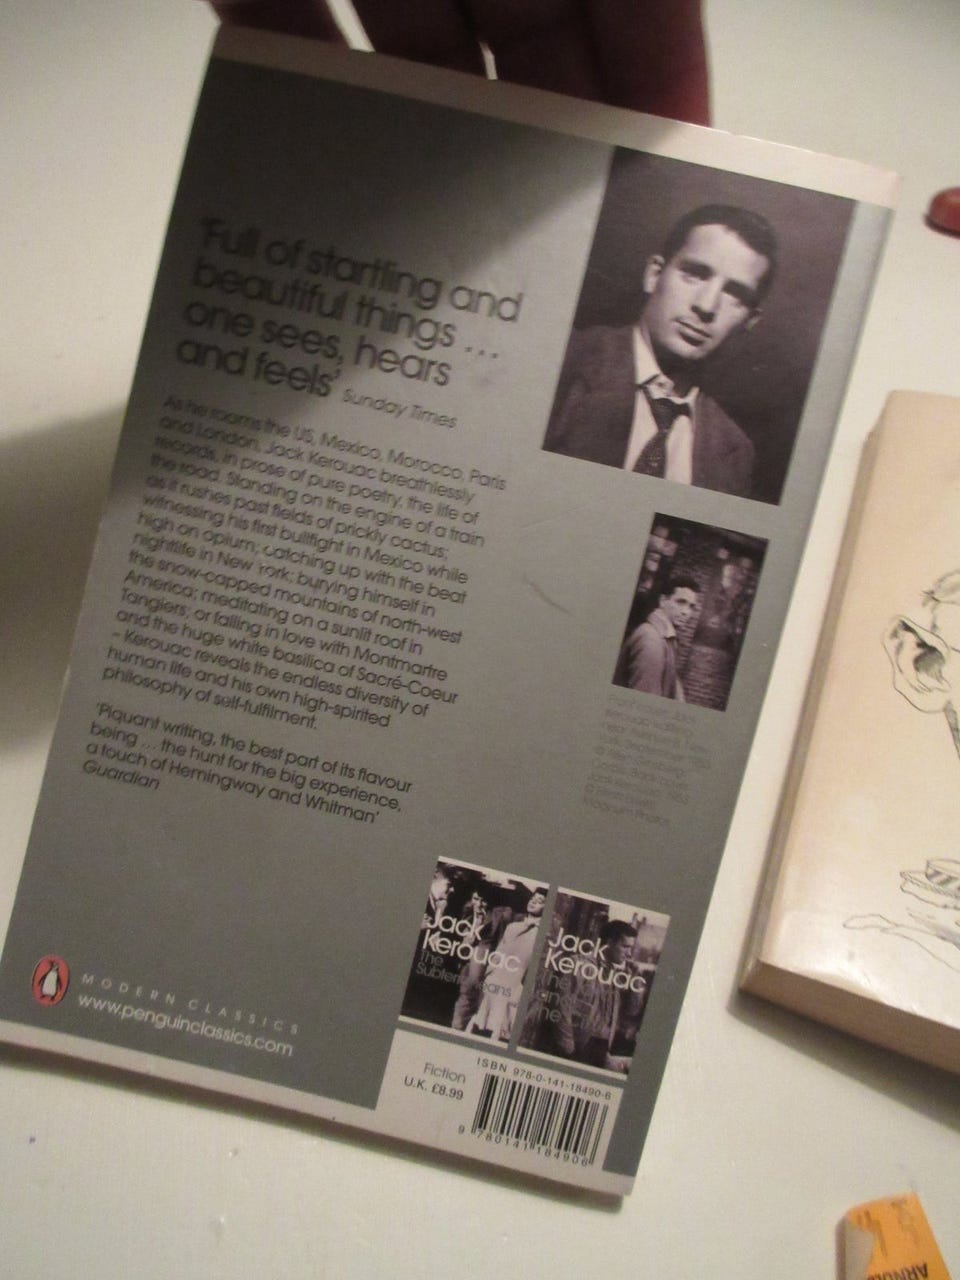 'Full of startling and
beautiful things ...
one sees, hears
and feels' Sunday Times
As he roams the US, Mexico, Morocco, Paris
and London, Jack Kerouac breathlessly
records, in prose of pure poetry, the life of
the road. Standing on the engine of a train
as it rushes past fields of prickly cactus;
witnessing his first bullfight in Mexico while
high on opium; catching up with the beat
nightlife in New York; burying himself in
the snow-capped mountains of north-west
America; meditating on a sunlit roof in
Tangiers; or falling in love with Montmartre
and the huge white basilica of Sacré-Coeur
– Kerouac reveals the endless diversity of
human life and his own high-spirited
philosophy of self-fulfilment.
'Piquant writing, the best part of its flavour
being ... the hunt for the big experience,
a touch of Hemingway and Whitman'
Guardian
Jack
Kerouac
The
Subterraneans
Jack
Kerouac
The
and
the City
MODERN CLASSICS
www.penguinclassics.com
Fiction
U.K. £8.99
ISBN 978-0-141-18490-6
9 780141 184906